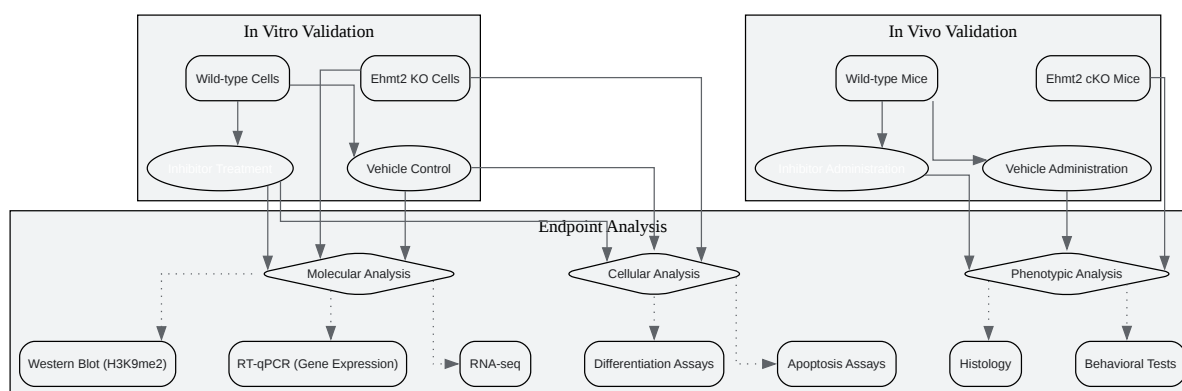 In Vitro Validation
In Vivo Validation
Wild-type Cells
Ehmt2 KO Cells
Wild-type Mice
Ehmt2 cKO Mice
Inhibitor Treatment
Vehicle Control
Inhibitor Administration
Vehicle Administration
Endpoint Analysis
Molecular Analysis
Cellular Analysis
Phenotypic Analysis
Western Blot (H3K9me2)
RT-qPCR (Gene Expression)
RNA-seq
Differentiation Assays
Apoptosis Assays
Histology
Behavioral Tests